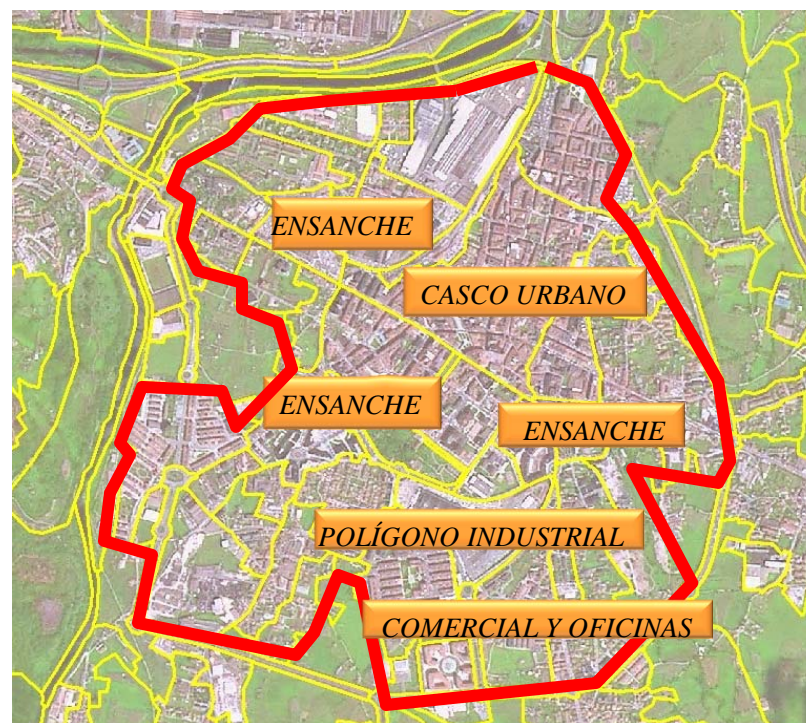 ENSANCHE
CASCO URBANO
ENSANCHE
ENSANCHE
POLÍGONO INDUSTRIAL
COMERCIAL Y OFICINAS